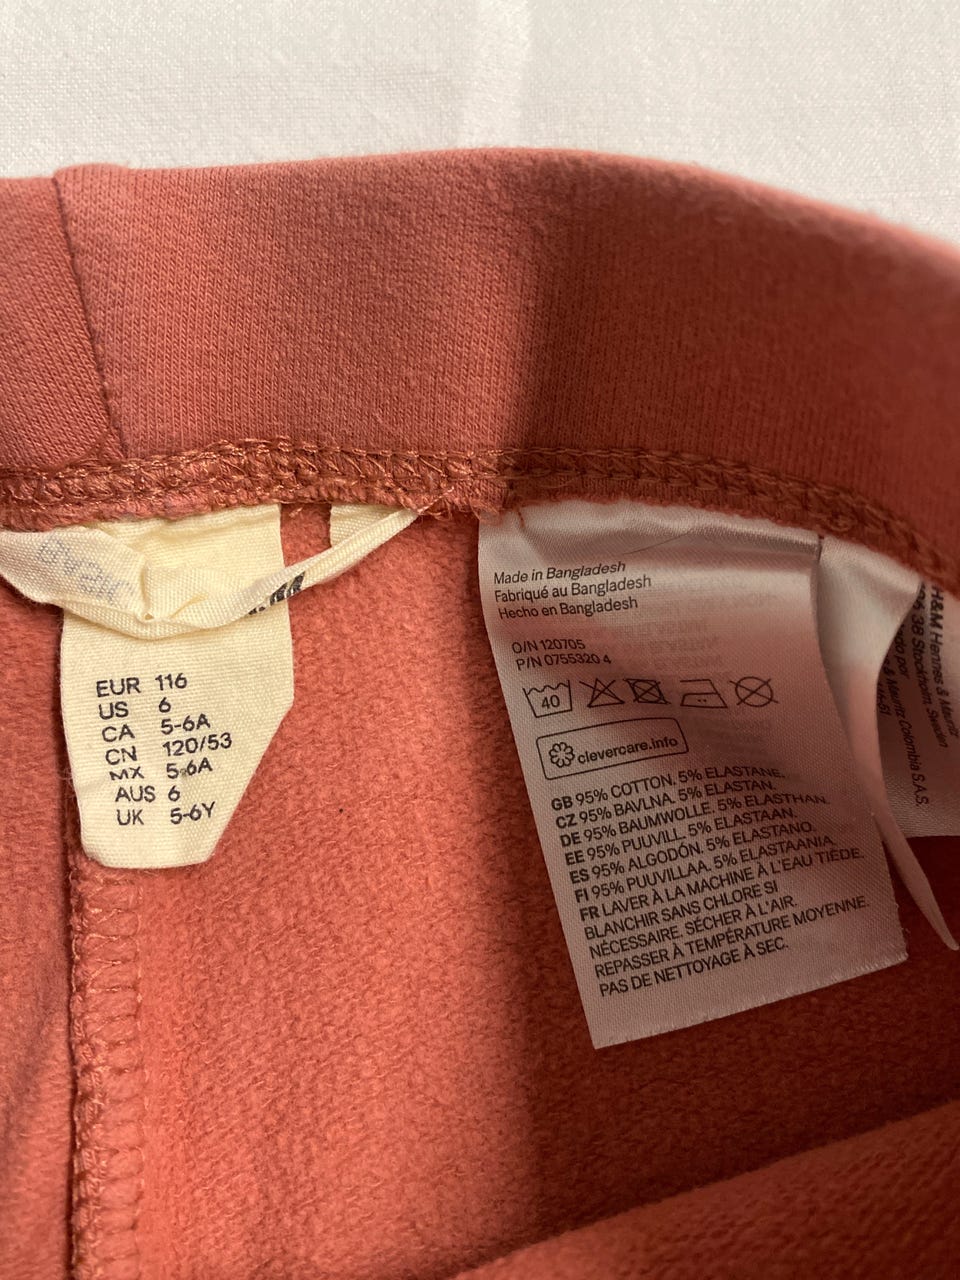 EUR 116
US 6
CA 5-6A
CN 120/53
MX 5-6A
AUS 6
UK 5-6Y
Made in Bangladesh
Fabriqué au Bangladesh
Hecho en Bangladesh
O/N 120705
P/N 0755320 4
40
clevercare.info
GB 95% COTTON. 5% ELASTANE.
CZ 95% BAVLNA. 5% ELASTAN.
DE 95% BAUMWOLLE. 5% ELASTHAN.
EE 95% PUUVILL. 5% ELASTAAN.
ES 95% ALGODÓN. 5% ELASTANO.
FI 95% PUUVILLAA. 5% ELASTAANIA.
FR LAVER À LA MACHINE À L'EAU TIÈDE.
BLANCHIR SANS CHLORE SI
NÉCESSAIRE. SÉCHER À L'AIR.
REPASSER À TEMPÉRATURE MOYENNE.
PAS DE NETTOYAGE À SEC.
H&M Hennes & Mauritz
38 Stockholm, Sweden
por
& Mauritz Colombia S.A.S.